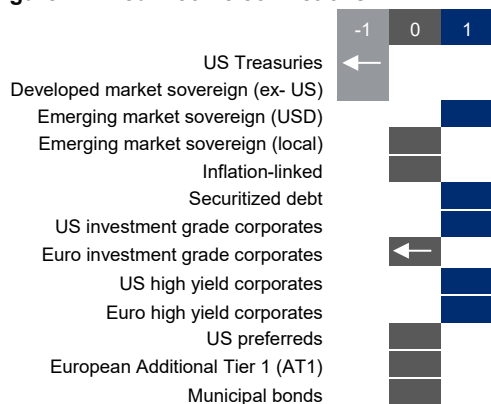 -1 0 1
US Treasuries
Developed market sovereign (ex- US)
Emerging market sovereign (USD)
Emerging market sovereign (local)
Inflation-linked
Securitized debt
US investment grade corporates
Euro investment grade corporates
US high yield corporates
Euro high yield corporates
US preferreds
European Additional Tier 1 (AT1)
Municipal bonds